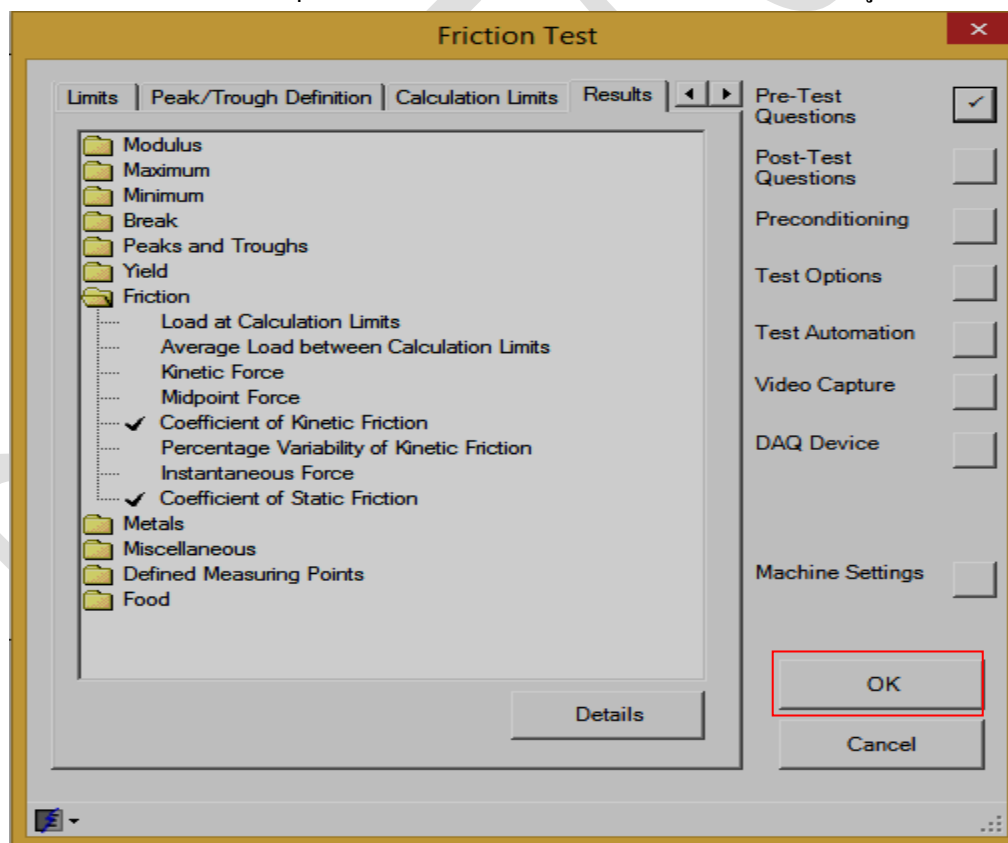 Friction Test
Limits Peak/Trough Definition Calculation Limits Results
Modulus
Maximum
Minimum
Break
Peaks and Troughs
Yield
Friction
Load at Calculation Limits
Average Load between Calculation Limits
Kinetic Force
Midpoint Force
Coefficient of Kinetic Friction
Percentage Variability of Kinetic Friction
Instantaneous Force
Coefficient of Static Friction
Metals
Miscellaneous
Defined Measuring Points
Food
Details
Pre-Test
Questions
Post-Test
Questions
Preconditioning
Test Options
Test Automation
Video Capture
DAQ Device
Machine Settings
OK
Cancel